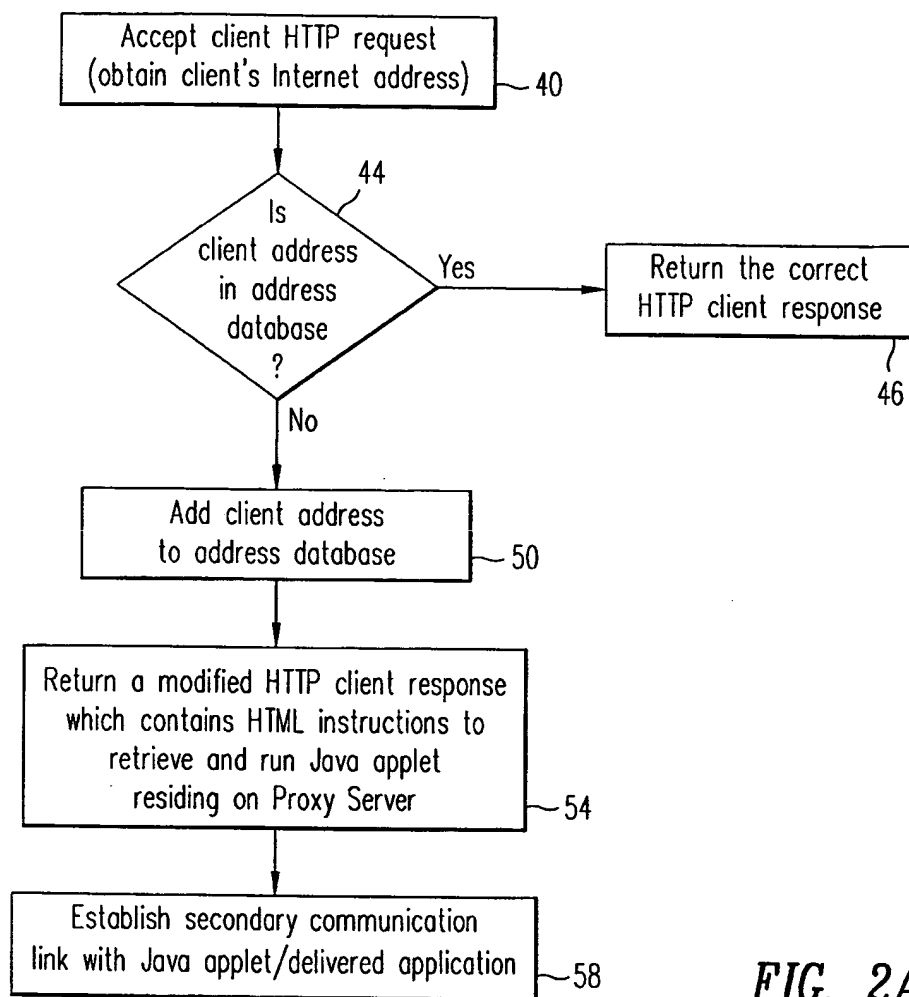 Accept client HTTP request
(obtain client's Internet address)
40
44
Is
client address
in address
database
?
Yes
Return the correct
HTTP client response
46
No
Add client address
to address database
50
Return a modified HTTP client response
which contains HTML instructions to
retrieve and run Java applet
residing on Proxy Server
54
Establish secondary communication
link with Java applet/delivered application
58
FIG. 2A